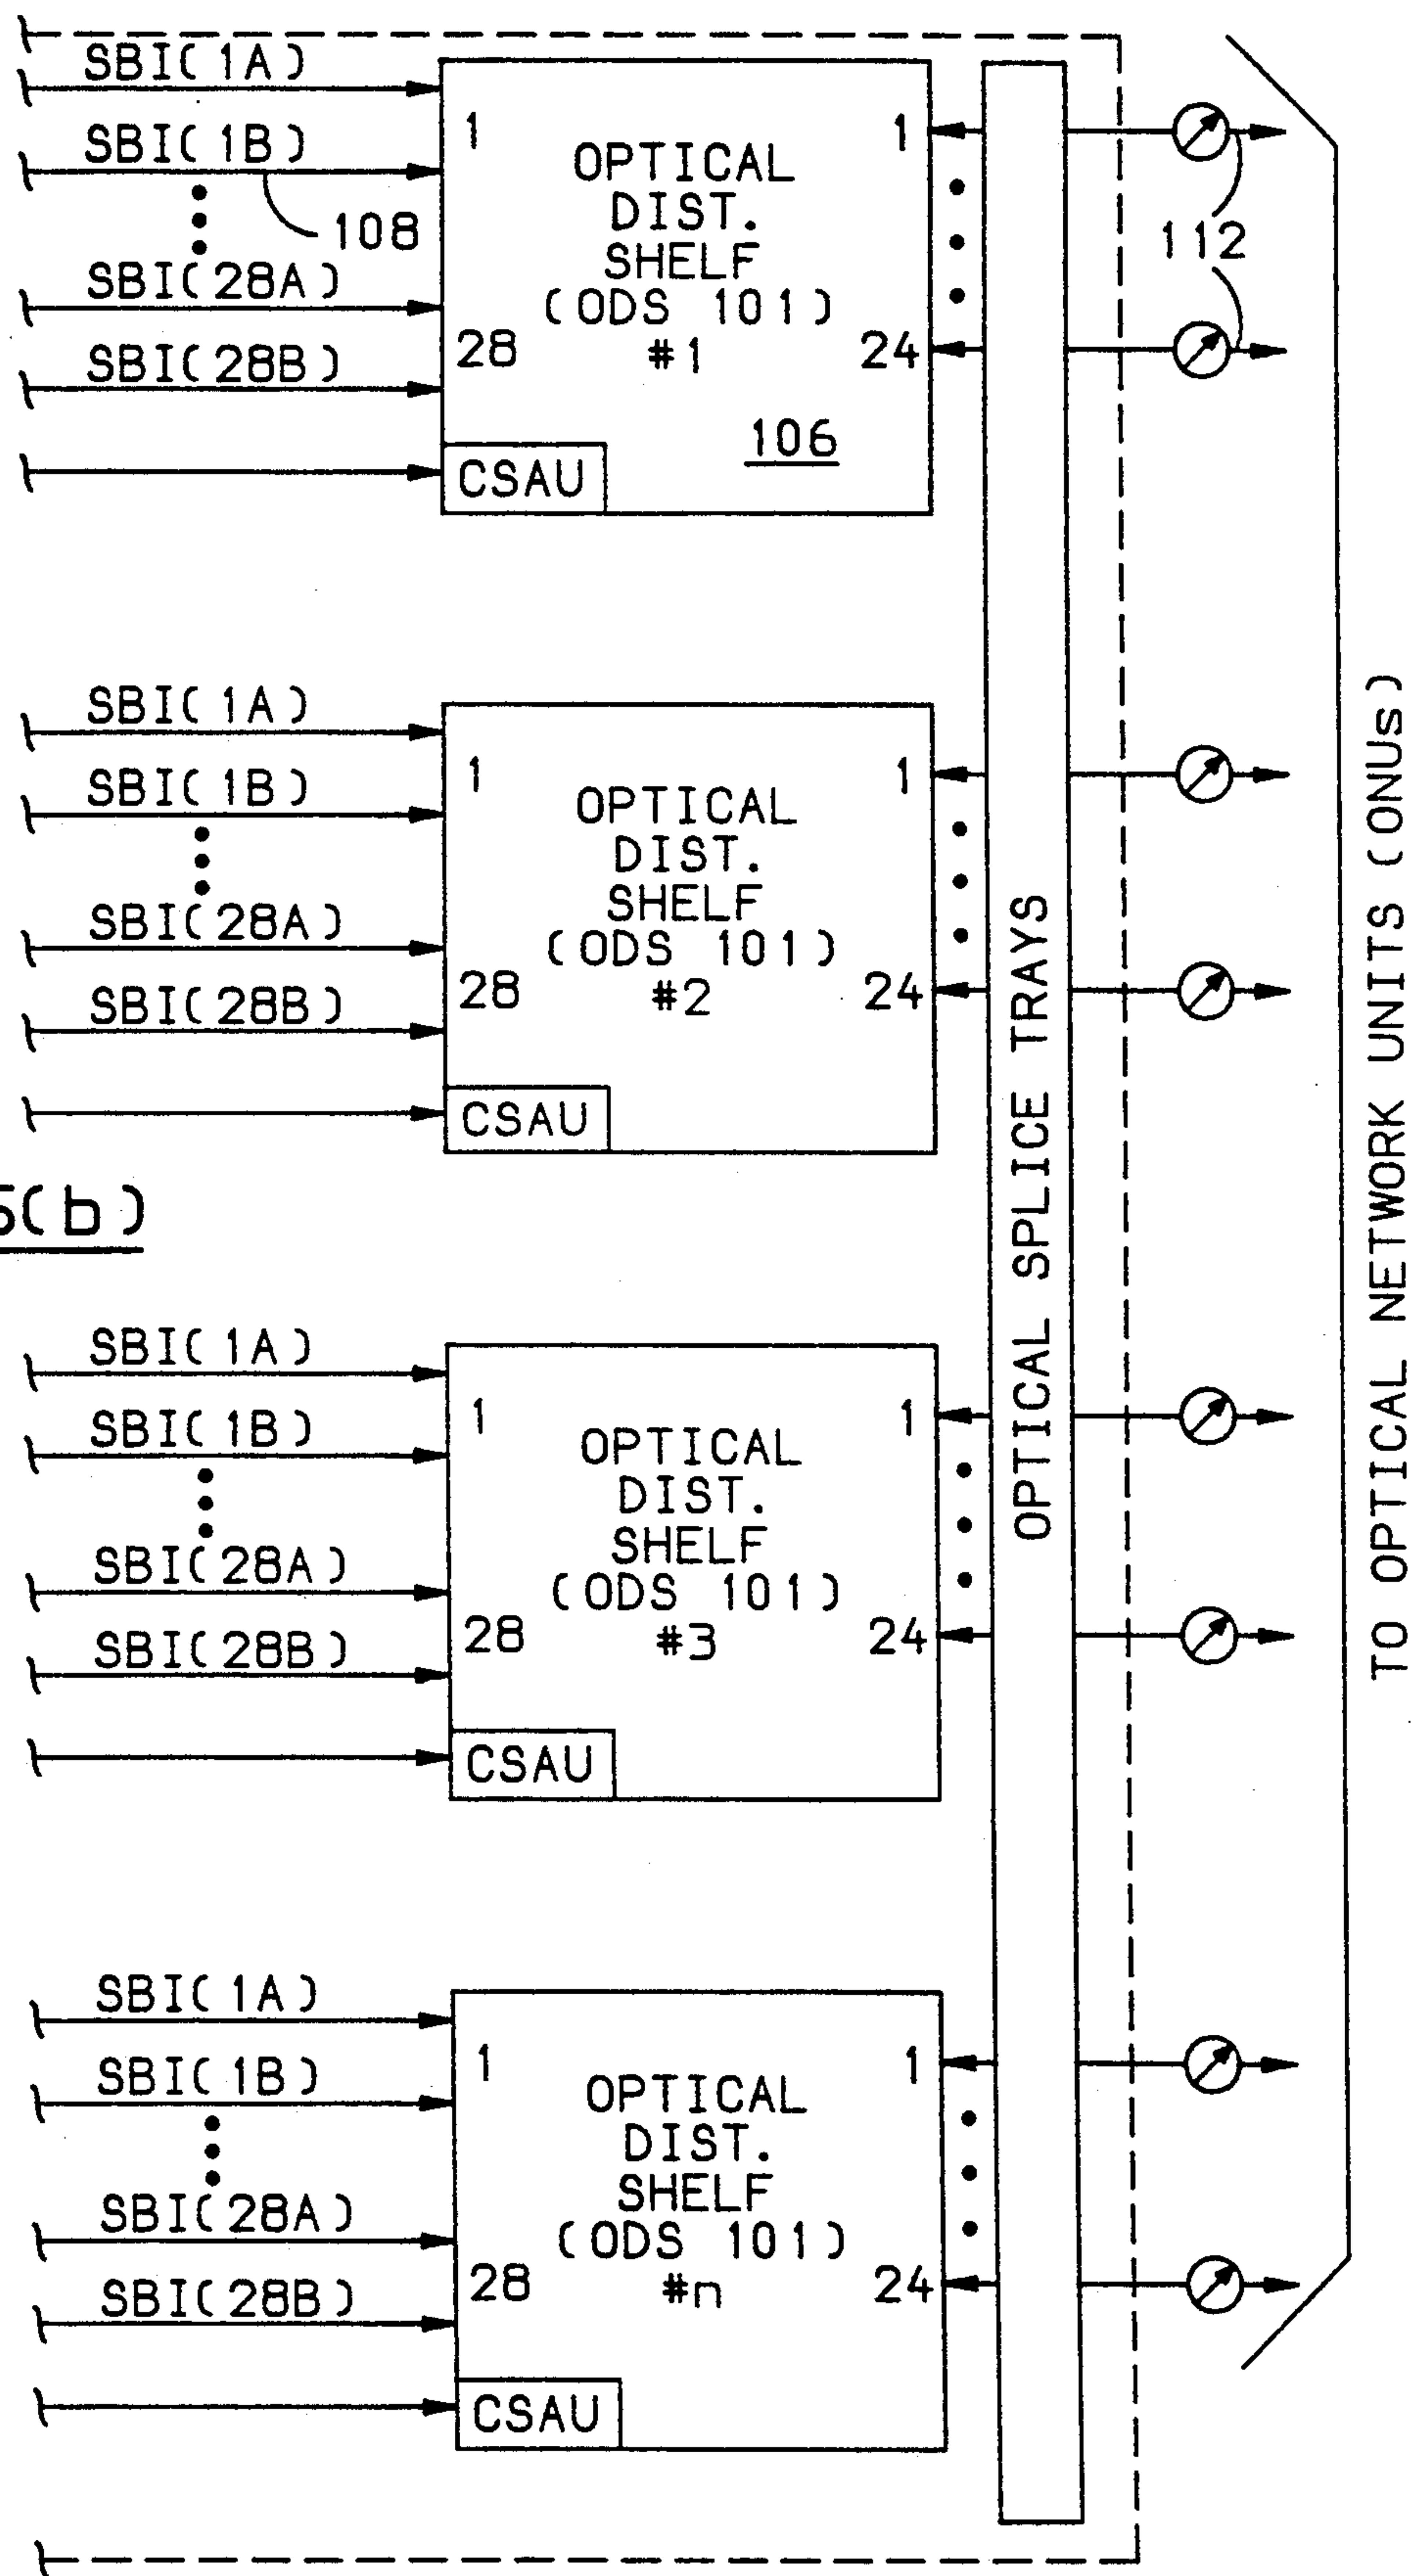 SBI(1A)
SBI(1B)
108
SBI(28A)
SBI(28B)
1
OPTICAL
DIST.
SHELF
(ODS 101)
#1
28
1
24
106
CSAU
112
SBI(1A)
SBI(1B)
SBI(28A)
SBI(28B)
1
OPTICAL
DIST.
SHELF
(ODS 101)
#2
28
1
24
CSAU
5(b)
SBI(1A)
SBI(1B)
SBI(28A)
SBI(28B)
1
OPTICAL
DIST.
SHELF
(ODS 101)
#3
28
1
24
CSAU
SBI(1A)
SBI(1B)
SBI(28A)
SBI(28B)
1
OPTICAL
DIST.
SHELF
(ODS 101)
#n
28
1
24
CSAU
OPTICAL SPLICE TRAYS
TO OPTICAL NETWORK UNITS (ONUs)